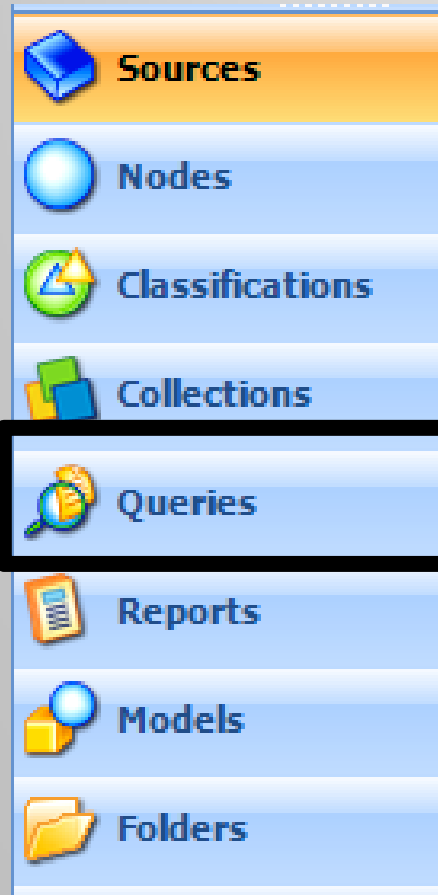 Sources
Nodes
Classifications
Collections
Queries
Reports
Models
Folders